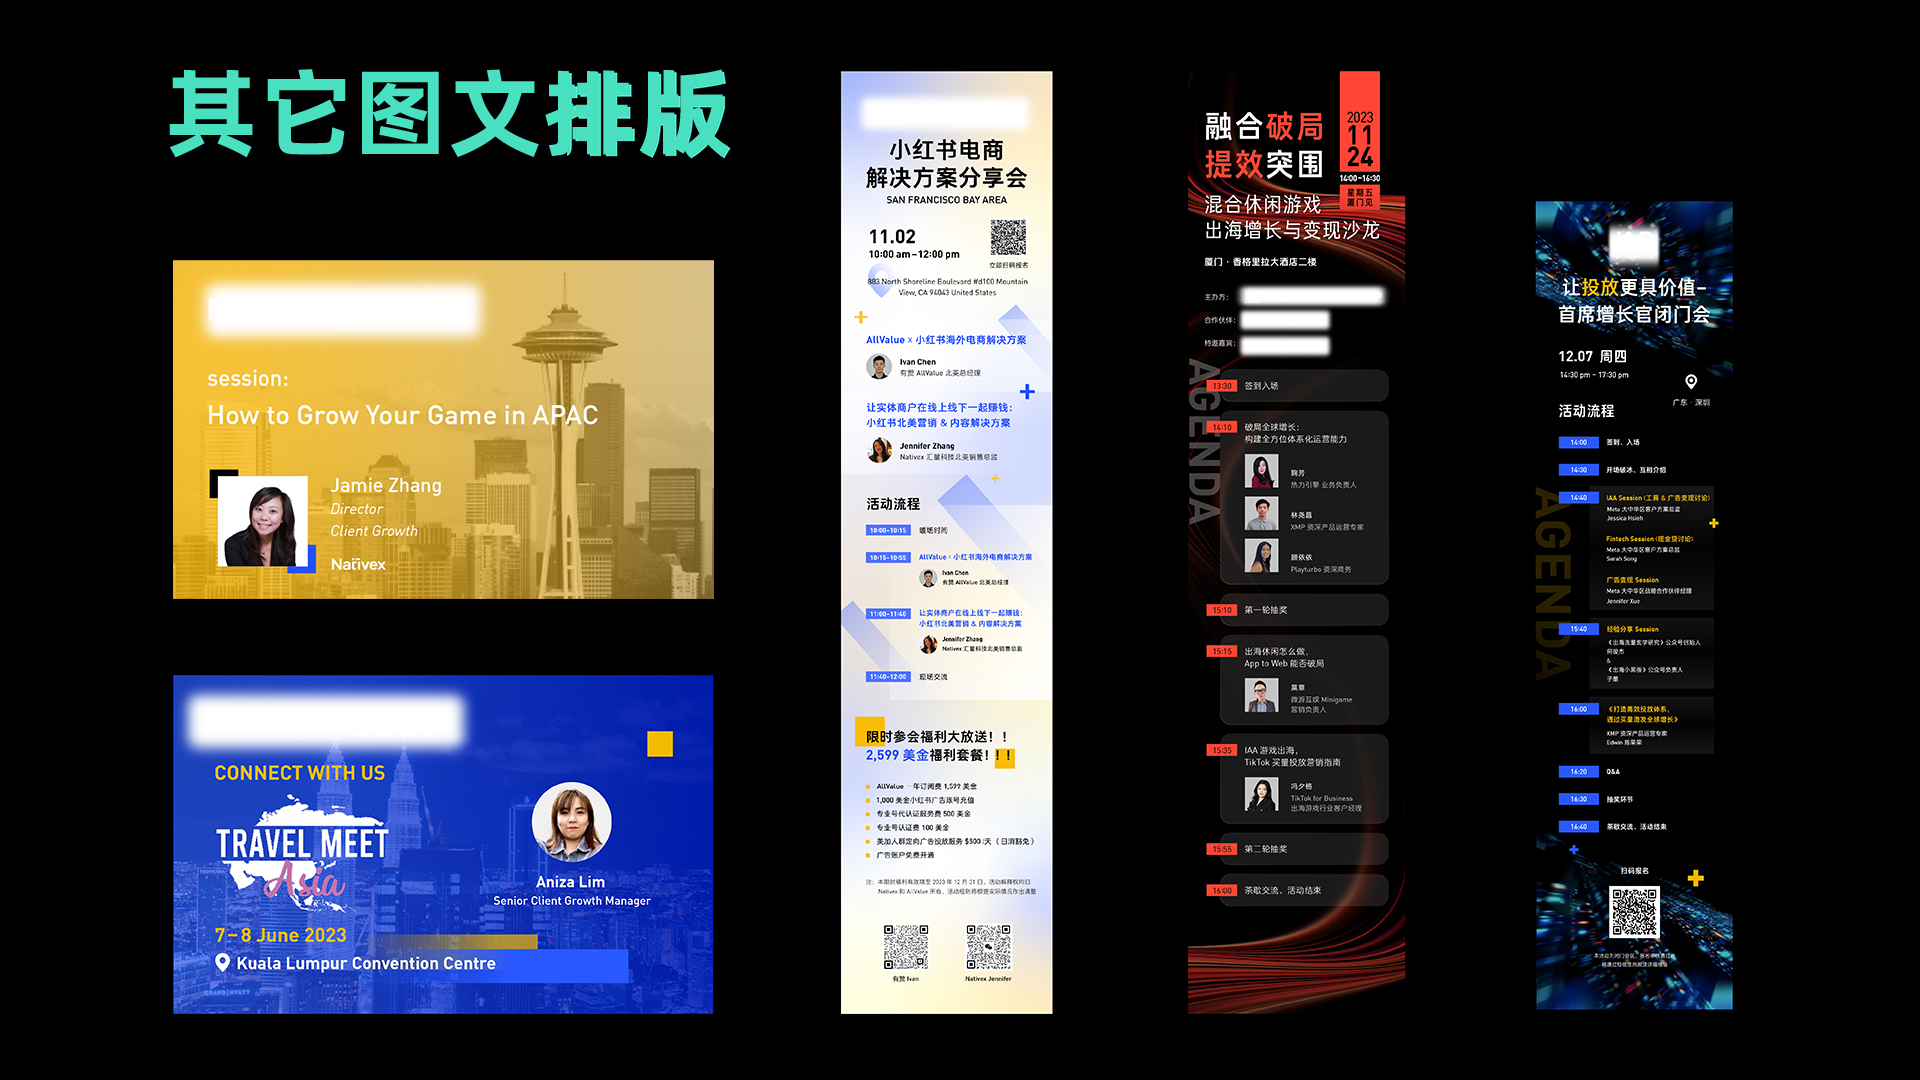 其它图文排版
session:
How to Grow Your Game in APAC
Jamie Zhang
Director
Client Growth
Nativex
CONNECT WITH US
TRAVEL MEET
Asia
Aniza Lim
Senior Client Growth Manager
7–8 June 2023
Kuala Lumpur Convention Centre
GRAND HYATT
小红书电商
解决方案分享会
SAN FRANCISCO BAY AREA
11.02
10:00 am–12:00 pm
立即扫码报名
883 North Shoreline Boulevard #d100 Mountain
View, CA 94043 United States
AllValue x 小红书海外电商解决方案
Ivan Chen
有赞 AllValue 北美总经理
让实体商户在线上线下一起赚钱:
小红书北美营销 & 内容解决方案
Jennifer Zhang
Nativex 汇量科技北美销售总监
活动流程
10:00-10:15 暖场时间
10:15-10:55 AllValue x 小红书海外电商解决方案
Ivan Chen
有赞 AllValue 北美总经理
11:00-11:40 让实体商户在线上线下一起赚钱:
小红书北美营销 & 内容解决方案
Jennifer Zhang
Nativex 汇量科技北美销售总监
11:40-12:00 现场交流
限时参会福利大放送！！
2,599 美金福利套餐！！！
AllValue 一年订阅费 1,599 美金
1,000 美金小红书广告账号充值
专业号代认证服务费 500 美金
专业号认证费 100 美金
美加人群定向广告投放服务 $500 /天（日消豁免）
广告账户免费开通
注：本限时福利有效期至 2023 年 12 月 31 日，活动解释权均归
Nativex 和 AllValue 所有，活动细则将根据实际情况作出调整
有赞 Ivan
Nativex Jennifer
融合破局
提效突围
2023
11
24
14:00-16:30
星期五
厦门见
混合休闲游戏
出海增长与变现沙龙
厦门 · 香格里拉大酒店二楼
主办方:
合作伙伴:
特邀嘉宾:
AGENDA
13:30 签到入场
14:10 破局全球增长:
构建全方位体系化运营能力
鞠芳
热力引擎 业务负责人
林尧昌
XMP 资深产品运营专家
顾依依
Playturbo 资深商务
15:10 第一轮抽奖
15:15 出海休闲怎么做,
App to Web 能否破局
吴章
微游互娱 Minigame
营销负责人
15:35 IAA 游戏出海,
TikTok 买量投放营销指南
冯夕格
TikTok for Business
出海游戏行业客户经理
15:55 第二轮抽奖
16:00 茶歇交流、活动结束
让投放更具价值-
首席增长官闭门会
12.07 周四
14:30 pm - 17:30 pm
广东 · 深圳
活动流程
AGENDA
14:00 签到、入场
14:30 开场破冰、互相介绍
14:40 IAA Session (工具 & 广告变现讨论)
Meta 大中华区客户方案总监
Jessica Hsieh
Fintech Session (现金贷讨论)
Meta 大中华区客户方案总监
Sarah Song
广告变现 Session
Meta 大中华区战略合作伙伴经理
Jennifer Xue
15:40 经验分享 Session
《出海流量玄学研究》公众号创始人
何俊杰
&
《出海小黑板》公众号负责人
子墨
16:00 《打造高效投放体系,
通过买量激发全球增长》
XMP 资深产品运营专家
Edwin 陈荣荣
16:20 Q&A
16:30 抽奖环节
16:40 茶歇交流、活动结束
扫码报名